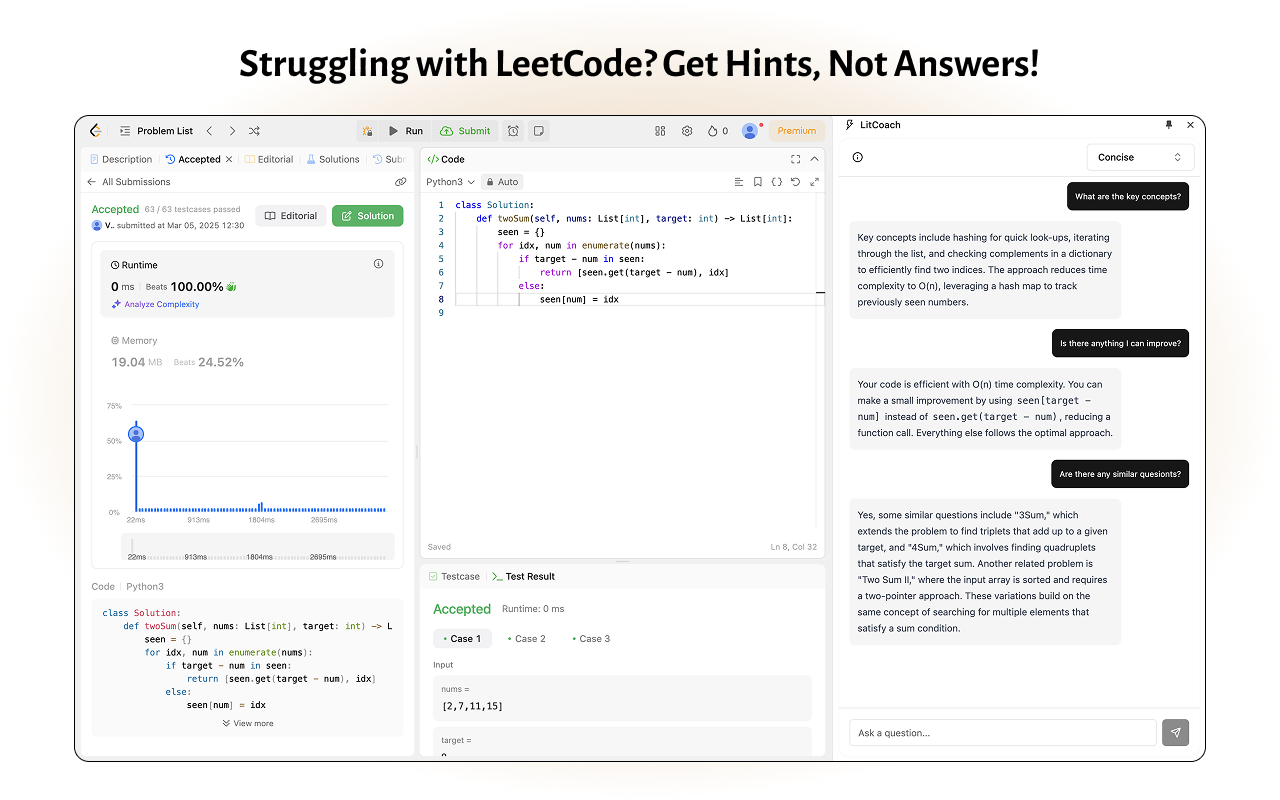 Struggling with LeetCode? Get Hints, Not Answers!
Problem List
Run
Submit
0
Premium
Description
Accepted
Editorial
Solutions
Subr
All Submissions
Accepted 63 / 63 testcases passed
V.. submitted at Mar 05, 2025 12:30
Editorial
Solution
Runtime
0 ms | Beats 100.00%
Analyze Complexity
Memory
19.04 MB Beats 24.52%
75%
50%
25%
0%
22ms 913ms 1804ms 2695ms
22ms 913ms 1804ms 2695ms
Code | Python3
class Solution:
    def twoSum(self, nums: List[int], target: int) -> L
        seen = {}
        for idx, num in enumerate(nums):
            if target - num in seen:
                return [seen.get(target - num), idx]
            else:
                seen[num] = idx
View more
</> Code
Python3
Auto
1 class Solution:
2     def twoSum(self, nums: List[int], target: int) -> List[int]:
3         seen = {}
4         for idx, num in enumerate(nums):
5             if target - num in seen:
6                 return [seen.get(target - num), idx]
7             else:
8                 seen[num] = idx
9
Saved
Ln 8, Col 32
Testcase
Test Result
Accepted Runtime: 0 ms
Case 1
Case 2
Case 3
Input
nums =
[2,7,11,15]
target =
LitCoach
Concise
What are the key concepts?
Key concepts include hashing for quick look-ups, iterating
through the list, and checking complements in a dictionary
to efficiently find two indices. The approach reduces time
complexity to O(n), leveraging a hash map to track
previously seen numbers.
Is there anything I can improve?
Your code is efficient with O(n) time complexity. You can
make a small improvement by using seen[target -
num] instead of seen.get(target - num), reducing a
function call. Everything else follows the optimal approach.
Are there any similar quesionts?
Yes, some similar questions include "3Sum," which
extends the problem to find triplets that add up to a given
target, and "4Sum," which involves finding quadruplets
that satisfy the target sum. Another related problem is
"Two Sum II," where the input array is sorted and requires
a two-pointer approach. These variations build on the
same concept of searching for multiple elements that
satisfy a sum condition.
Ask a question...